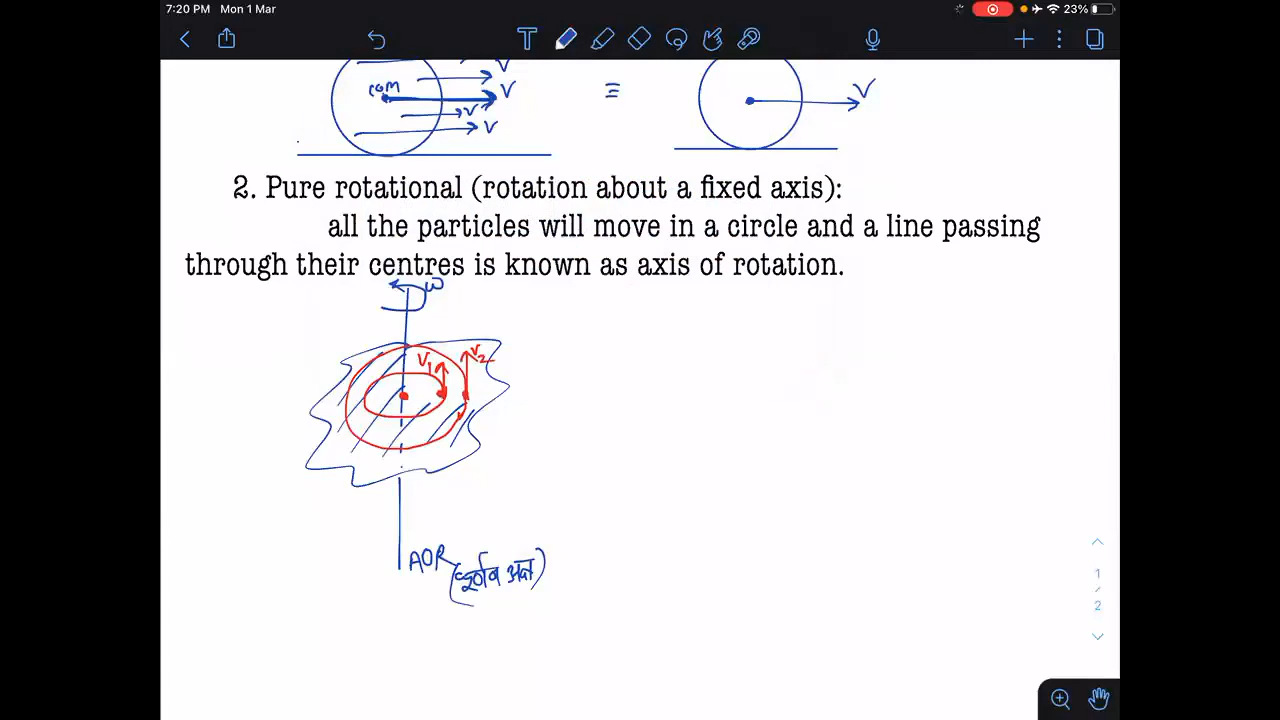 7:20 PM Mon 1 Mar
23%
V
V
com
V
V
V
≡
V
2. Pure rotational (rotation about a fixed axis):
all the particles will move in a circle and a line passing
through their centres is known as axis of rotation.
ω
V₁
V₂
AOR
(घूर्णन अक्ष)
1
2